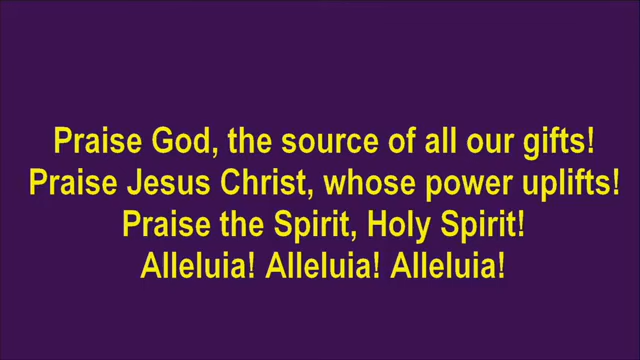 Praise God, the source of all our gifts!
Praise Jesus Christ, whose power uplifts!
Praise the Spirit, Holy Spirit!
Alleluia! Alleluia! Alleluia!